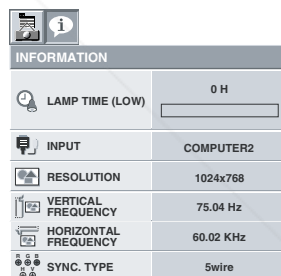 i
INFORMATION
LAMP TIME (LOW)
0 H
INPUT
COMPUTER2
RESOLUTION
1024x768
VERTICAL
FREQUENCY
75.04 Hz
HORIZONTAL
FREQUENCY
60.02 KHz
R G B
H V
SYNC. TYPE
5wire